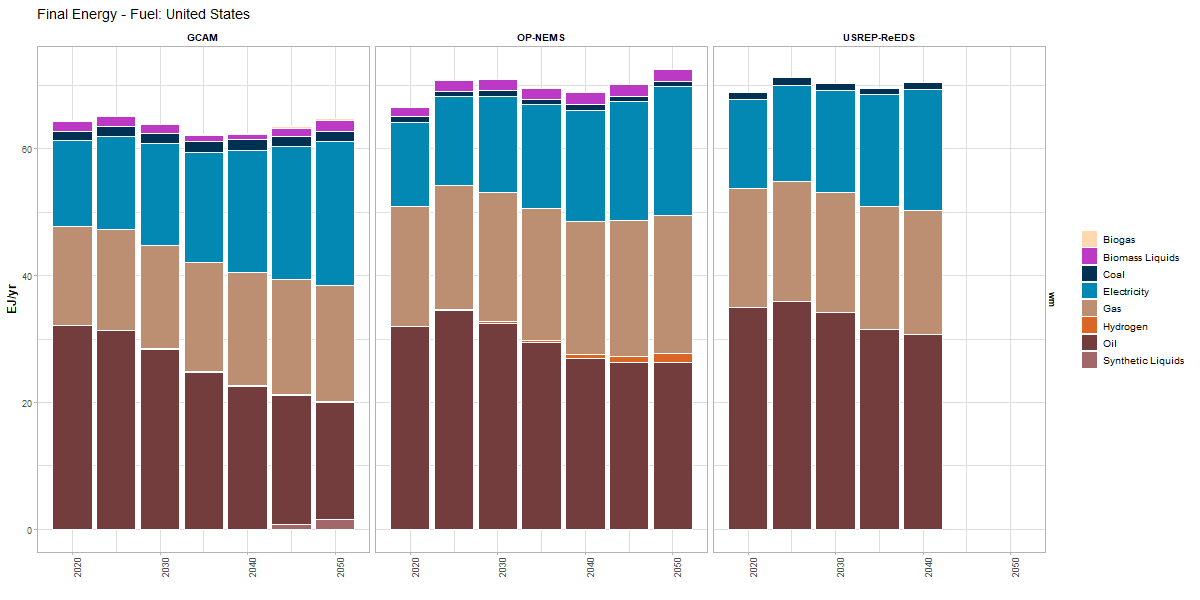 Final Energy - Fuel: United States
GCAM
OP-NEMS
USREP-ReEDS
EJ/yr
60
40
20
0
2020
2030
2040
2050
2020
2030
2040
2050
2020
2030
2040
2050
wm
Biogas
Biomass Liquids
Coal
Electricity
Gas
Hydrogen
Oil
Synthetic Liquids